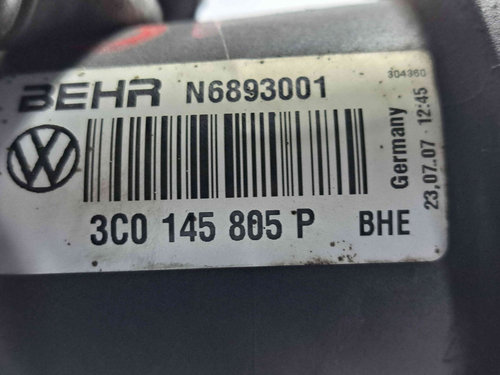 BEHR N6893001
304360
Germany
23.07.07 12:45
3C0 145 805 P BHE